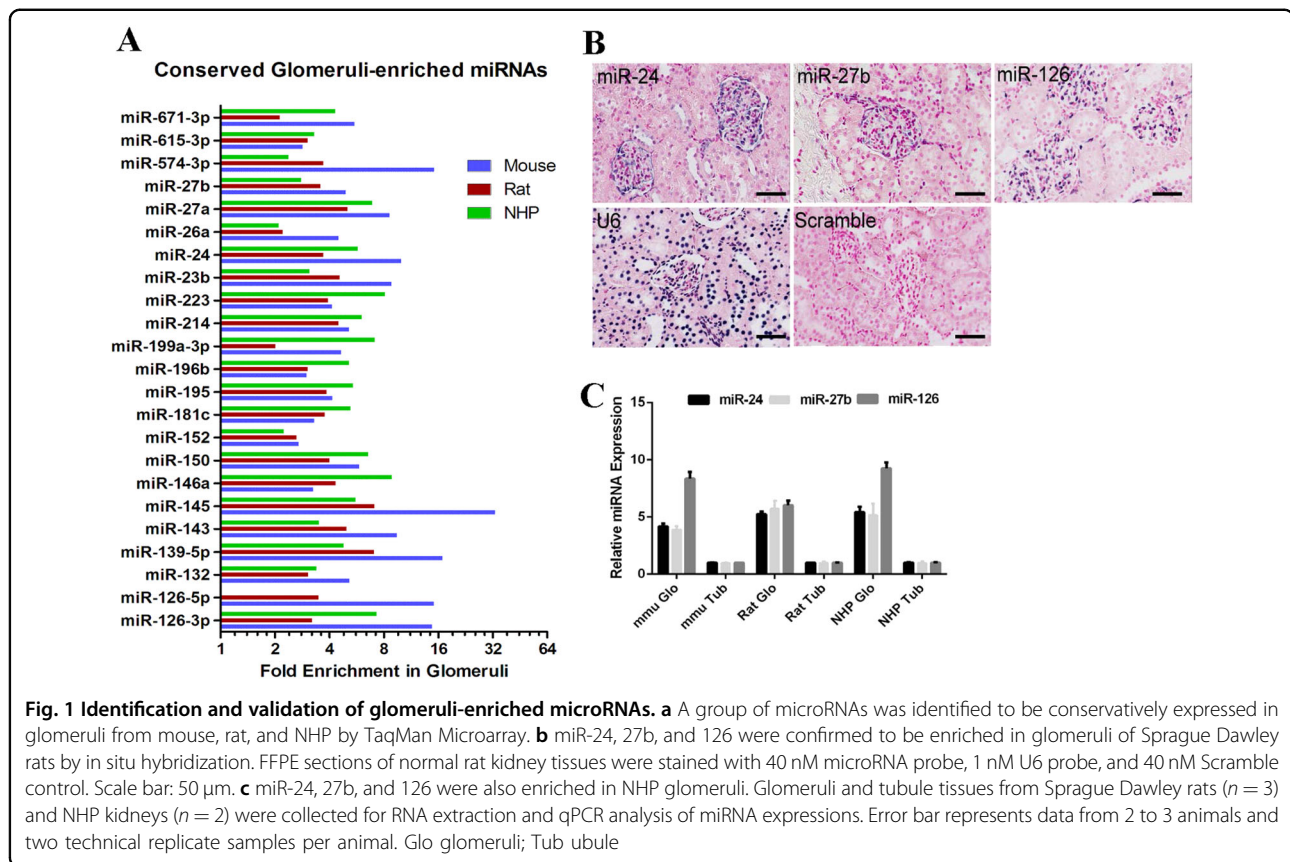 A
Conserved Glomeruli-enriched miRNAs
miR-671-3p
miR-615-3p
miR-574-3p
miR-27b
miR-27a
miR-26a
miR-24
miR-23b
miR-223
miR-214
miR-199a-3p
miR-196b
miR-195
miR-181c
miR-152
miR-150
miR-146a
miR-145
miR-143
miR-139-5p
miR-132
miR-126-5p
miR-126-3p
Mouse
Rat
NHP
1 2 4 8 16 32 64
Fold Enrichment in Glomeruli
B
miR-24 miR-27b miR-126
U6 Scramble
C
miR-24 miR-27b miR-126
Relative miRNA Expression
15
10
5
0
mmu Glo mmu Tub Rat Glo Rat Tub NHP Glo NHP Tub
Fig. 1 Identification and validation of glomeruli-enriched microRNAs. a A group of microRNAs was identified to be conservatively expressed in
glomeruli from mouse, rat, and NHP by TaqMan Microarray. b miR-24, 27b, and 126 were confirmed to be enriched in glomeruli of Sprague Dawley
rats by in situ hybridization. FFPE sections of normal rat kidney tissues were stained with 40 nM microRNA probe, 1 nM U6 probe, and 40 nM Scramble
control. Scale bar: 50 μm. c miR-24, 27b, and 126 were also enriched in NHP glomeruli. Glomeruli and tubule tissues from Sprague Dawley rats (n = 3)
and NHP kidneys (n = 2) were collected for RNA extraction and qPCR analysis of miRNA expressions. Error bar represents data from 2 to 3 animals and
two technical replicate samples per animal. Glo glomeruli; Tub ubule